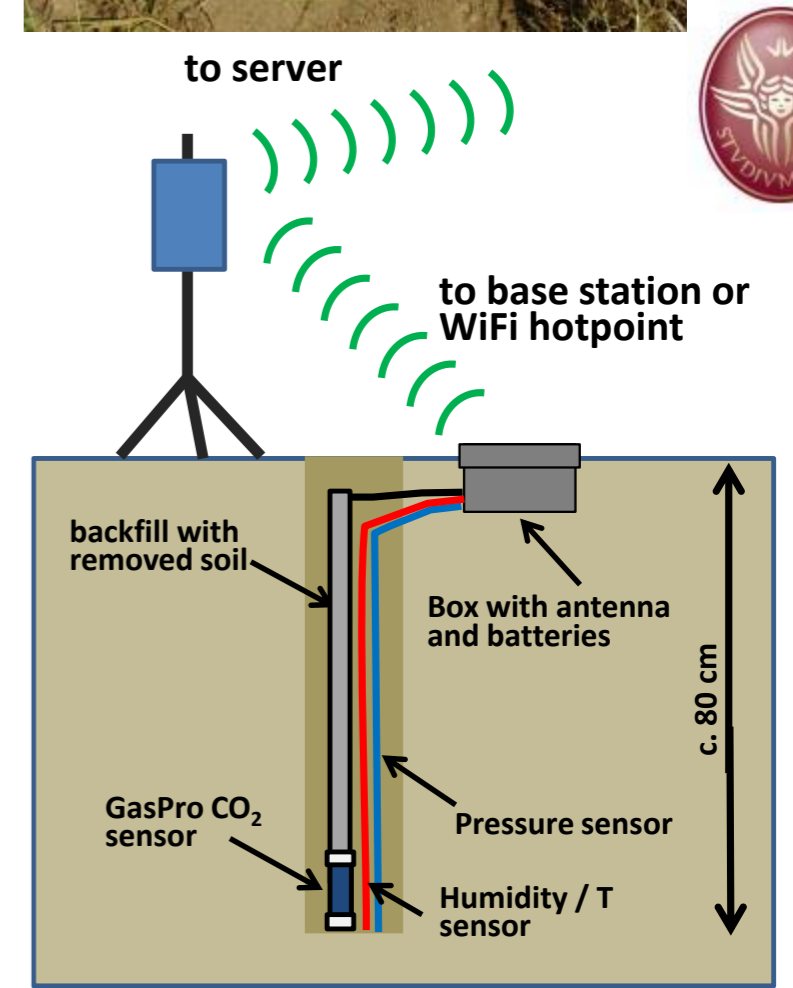 to server
STVDIVM
to base station or
WiFi hotpoint
backfill with
removed soil
Box with antenna
and batteries
c. 80 cm
GasPro CO₂
sensor
Pressure sensor
Humidity / T
sensor